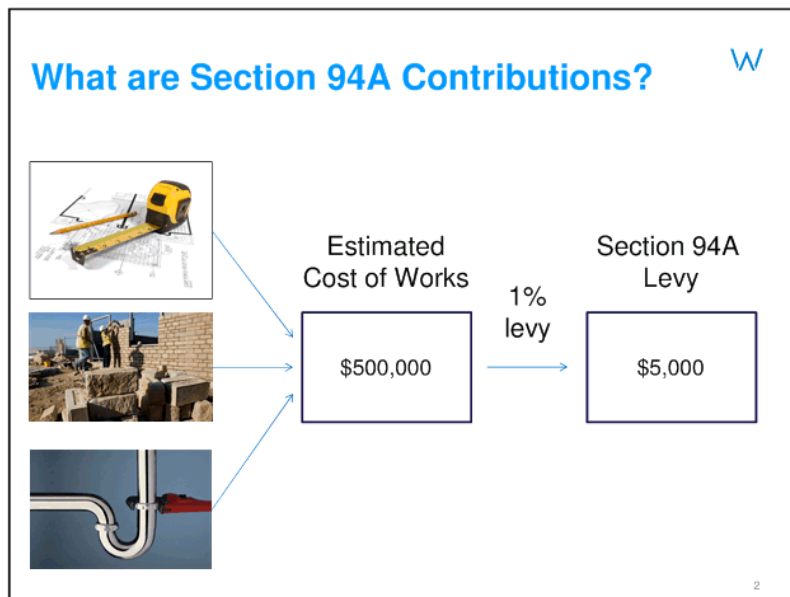 What are Section 94A Contributions?
W
Estimated
Cost of Works
Section 94A
Levy
1%
levy
$500,000
$5,000
2